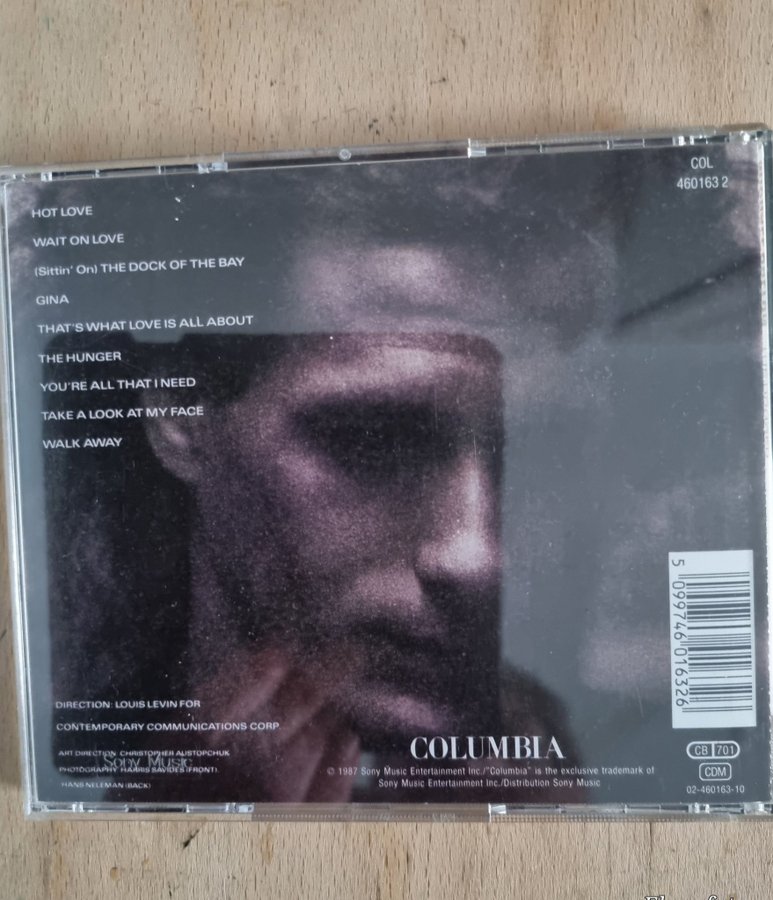 HOT LOVE
WAIT ON LOVE
(Sittin' On) THE DOCK OF THE BAY
GINA
THAT'S WHAT LOVE IS ALL ABOUT
THE HUNGER
YOU'RE ALL THAT I NEED
TAKE A LOOK AT MY FACE
WALK AWAY
COL
460163 2
5 099746 016326
DIRECTION: LOUIS LEVIN FOR
CONTEMPORARY COMMUNICATIONS CORP.
ART DIRECTION: CHRISTOPHER AUSTOPCHUK
Sony Music
PHOTOGRAPHY: HARRIS SAVIDES (FRONT),
HANS NELEMAN (BACK)
COLUMBIA
© 1987 Sony Music Entertainment Inc./"Columbia" is the exclusive trademark of
Sony Music Entertainment Inc./Distribution Sony Music
CB 701
CDM
02-460163-10